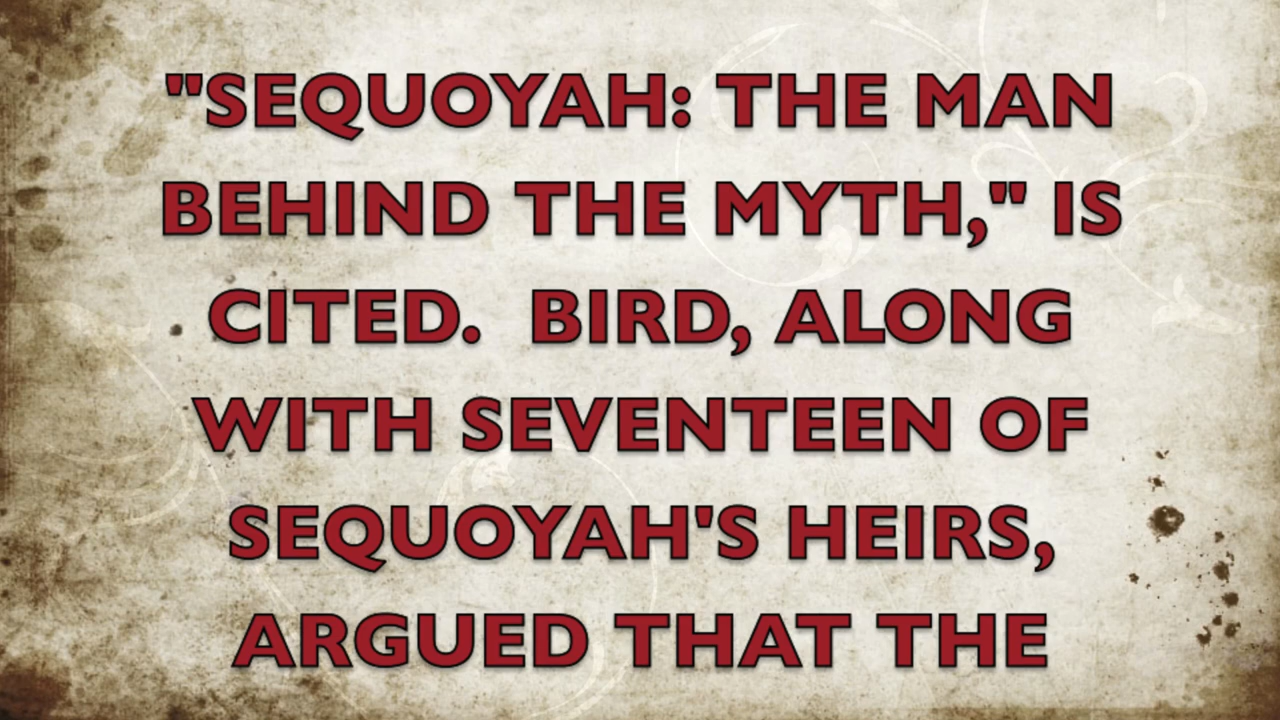 "SEQUOYAH: THE MAN
BEHIND THE MYTH," IS
CITED.  BIRD, ALONG
WITH SEVENTEEN OF
SEQUOYAH'S HEIRS,
ARGUED THAT THE